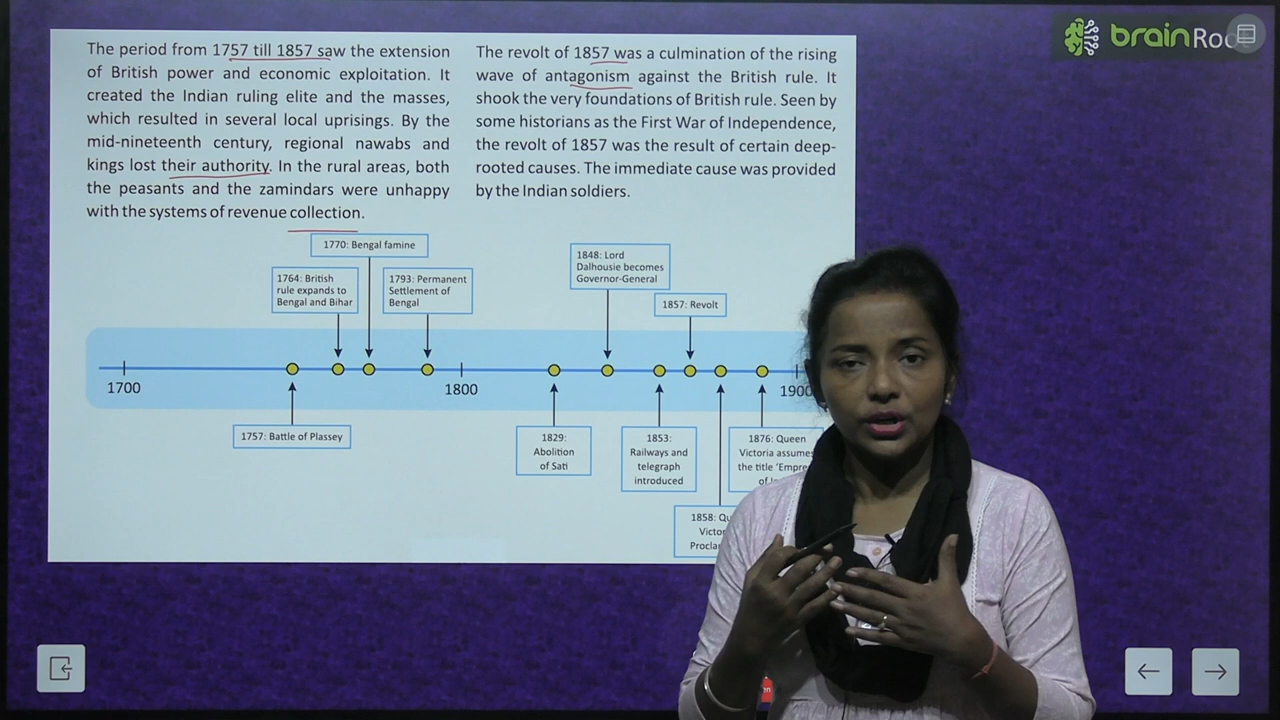 The period from 1757 till 1857 saw the extension
of British power and economic exploitation. It
created the Indian ruling elite and the masses,
which resulted in several local uprisings. By the
mid-nineteenth century, regional nawabs and
kings lost their authority. In the rural areas, both
the peasants and the zamindars were unhappy
with the systems of revenue collection.
The revolt of 1857 was a culmination of the rising
wave of antagonism against the British rule. It
shook the very foundations of British rule. Seen by
some historians as the First War of Independence,
the revolt of 1857 was the result of certain deep-
rooted causes. The immediate cause was provided
by the Indian soldiers.
brainRoo
1770: Bengal famine
1764: British
rule expands to
Bengal and Bihar
1793: Permanent
Settlement of
Bengal
1848: Lord
Dalhousie becomes
Governor-General
1857: Revolt
1700
1800
1900
1757: Battle of Plassey
1829:
Abolition
of Sati
1853:
Railways and
telegraph
introduced
1876: Queen
Victoria assumes
the title ‘Empre
of In
1858: Qu
Victor
Proclam